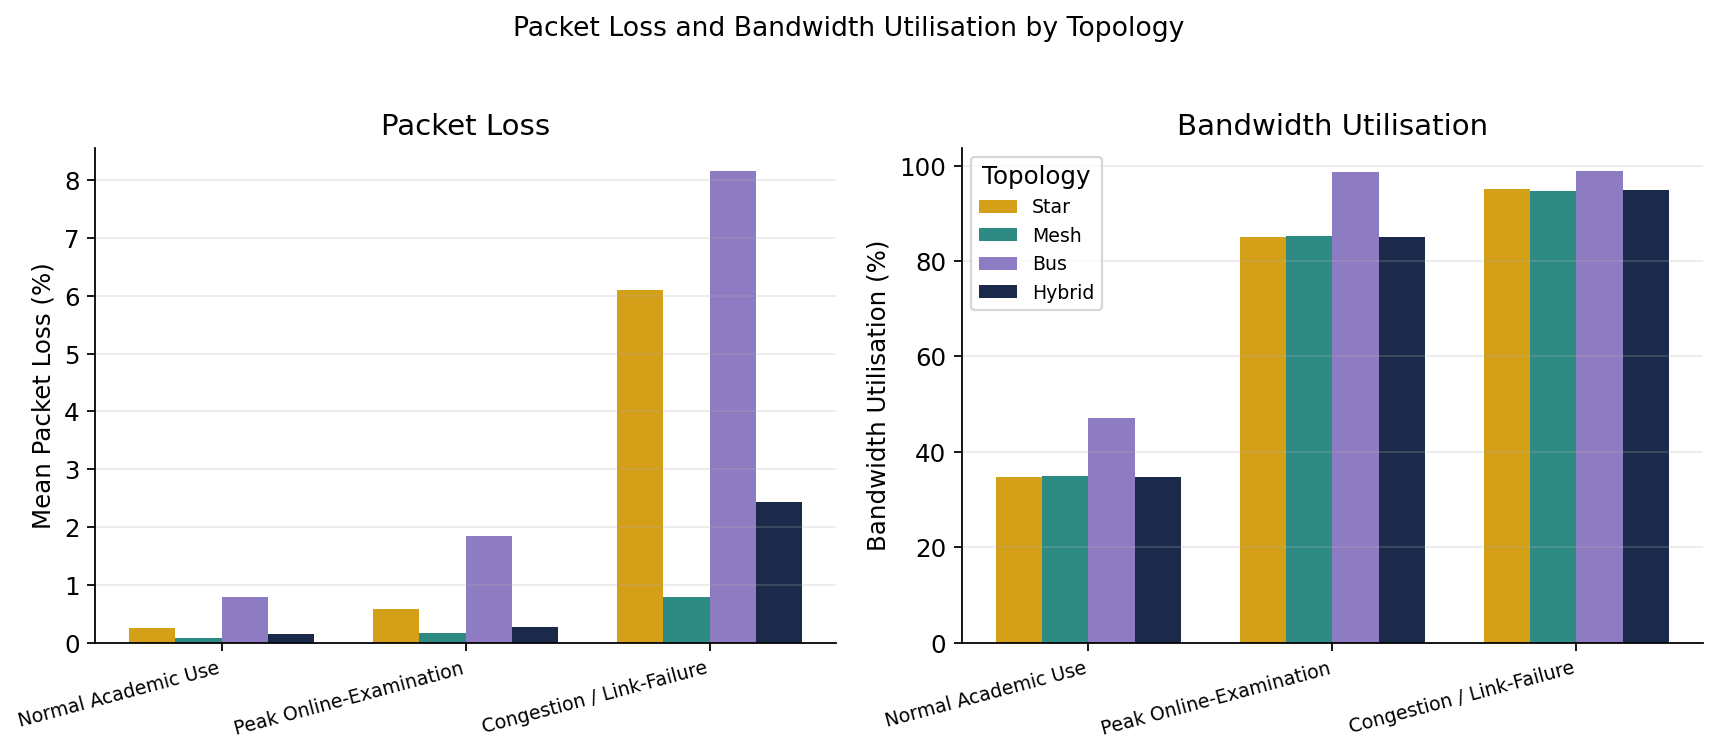 Packet Loss and Bandwidth Utilisation by Topology
Packet Loss
Mean Packet Loss (%)
8
7
6
5
4
3
2
1
0
Normal Academic Use
Peak Online-Examination
Congestion / Link-Failure
Bandwidth Utilisation
Bandwidth Utilisation (%)
100
80
60
40
20
0
Topology
Star
Mesh
Bus
Hybrid
Normal Academic Use
Peak Online-Examination
Congestion / Link-Failure